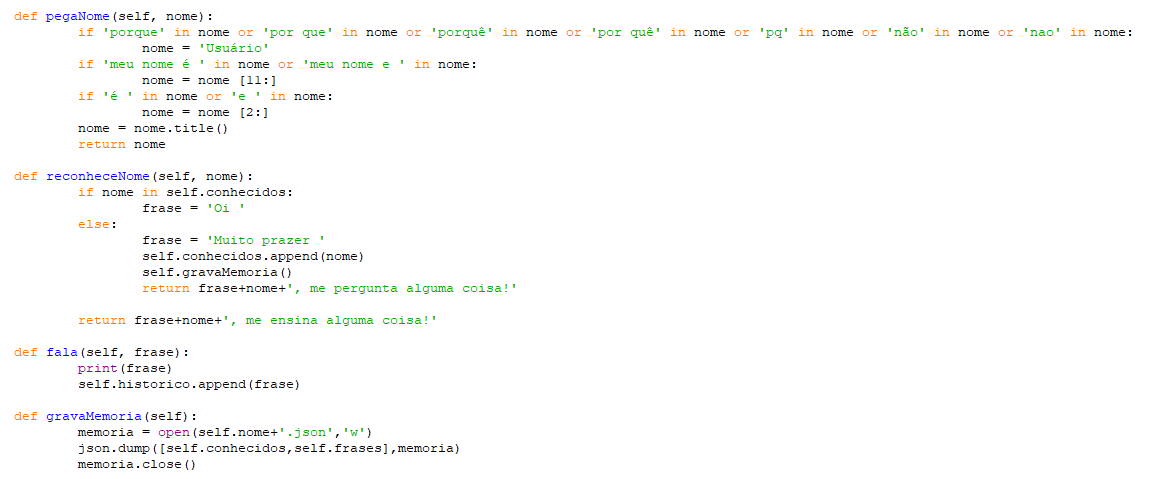 def pegaNome(self, nome):
        if 'porque' in nome or 'por que' in nome or 'porquê' in nome or 'por quê' in nome or 'pq' in nome or 'não' in nome or 'nao' in nome:
                nome = 'Usuário'
        if 'meu nome é ' in nome or 'meu nome e ' in nome:
                nome = nome [11:]
        if 'é ' in nome or 'e ' in nome:
                nome = nome [2:]
        nome = nome.title()
        return nome

def reconheceNome(self, nome):
        if nome in self.conhecidos:
                frase = 'Oi '
        else:
                frase = 'Muito prazer '
                self.conhecidos.append(nome)
                self.gravaMemoria()
                return frase+nome+', me pergunta alguma coisa!'

        return frase+nome+', me ensina alguma coisa!'

def fala(self, frase):
        print(frase)
        self.historico.append(frase)

def gravaMemoria(self):
        memoria = open(self.nome+'.json','w')
        json.dump([self.conhecidos,self.frases],memoria)
        memoria.close()